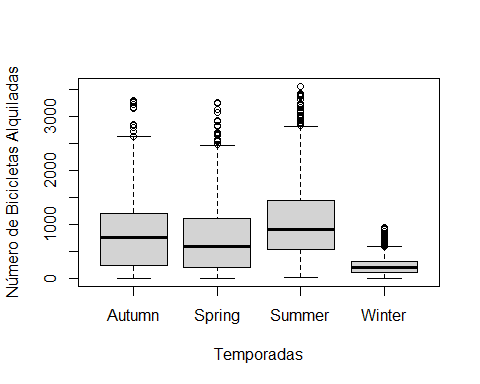 Número de Bicicletas Alquiladas
3000
2000
1000
0
Autumn Spring Summer Winter
Temporadas